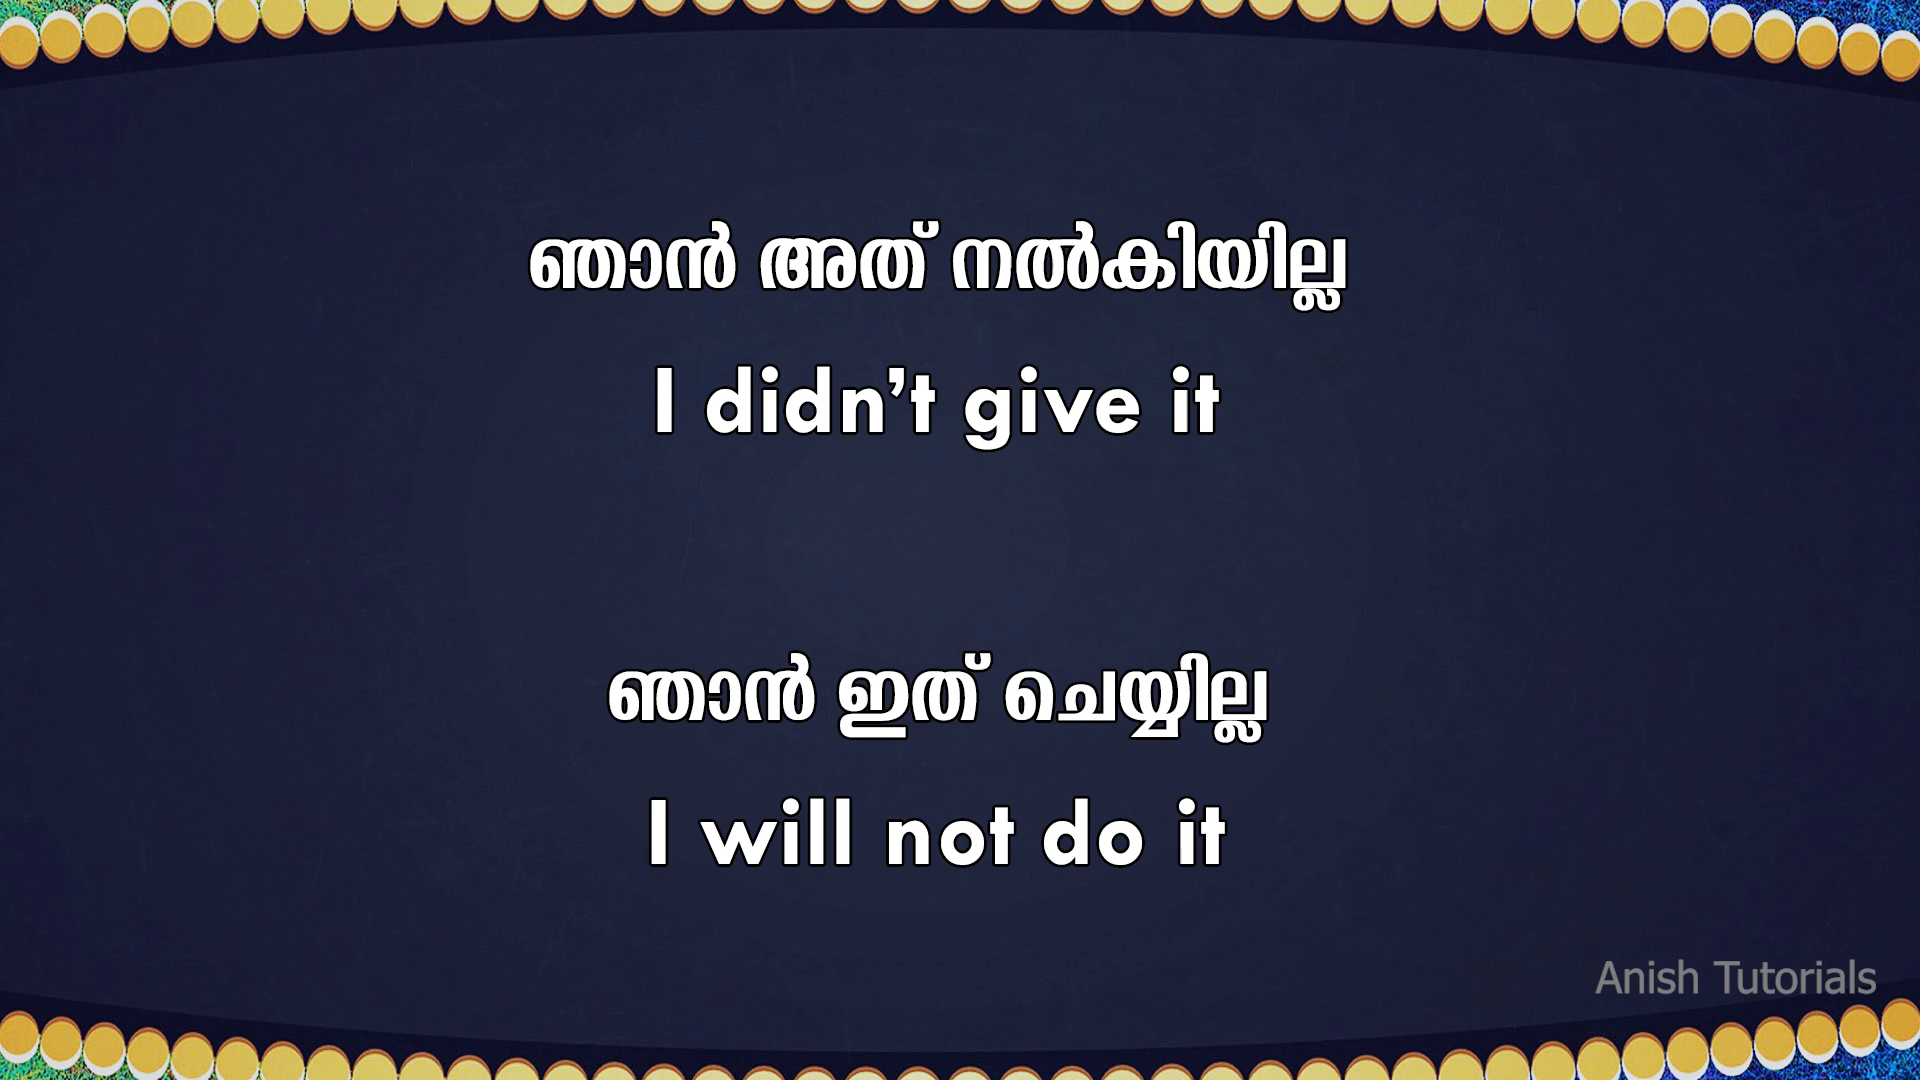 ഞാൻ അത് നൽകിയില്ല
I didn’t give it
ഞാൻ ഇത് ചെയ്യില്ല
I will not do it
Anish Tutorials